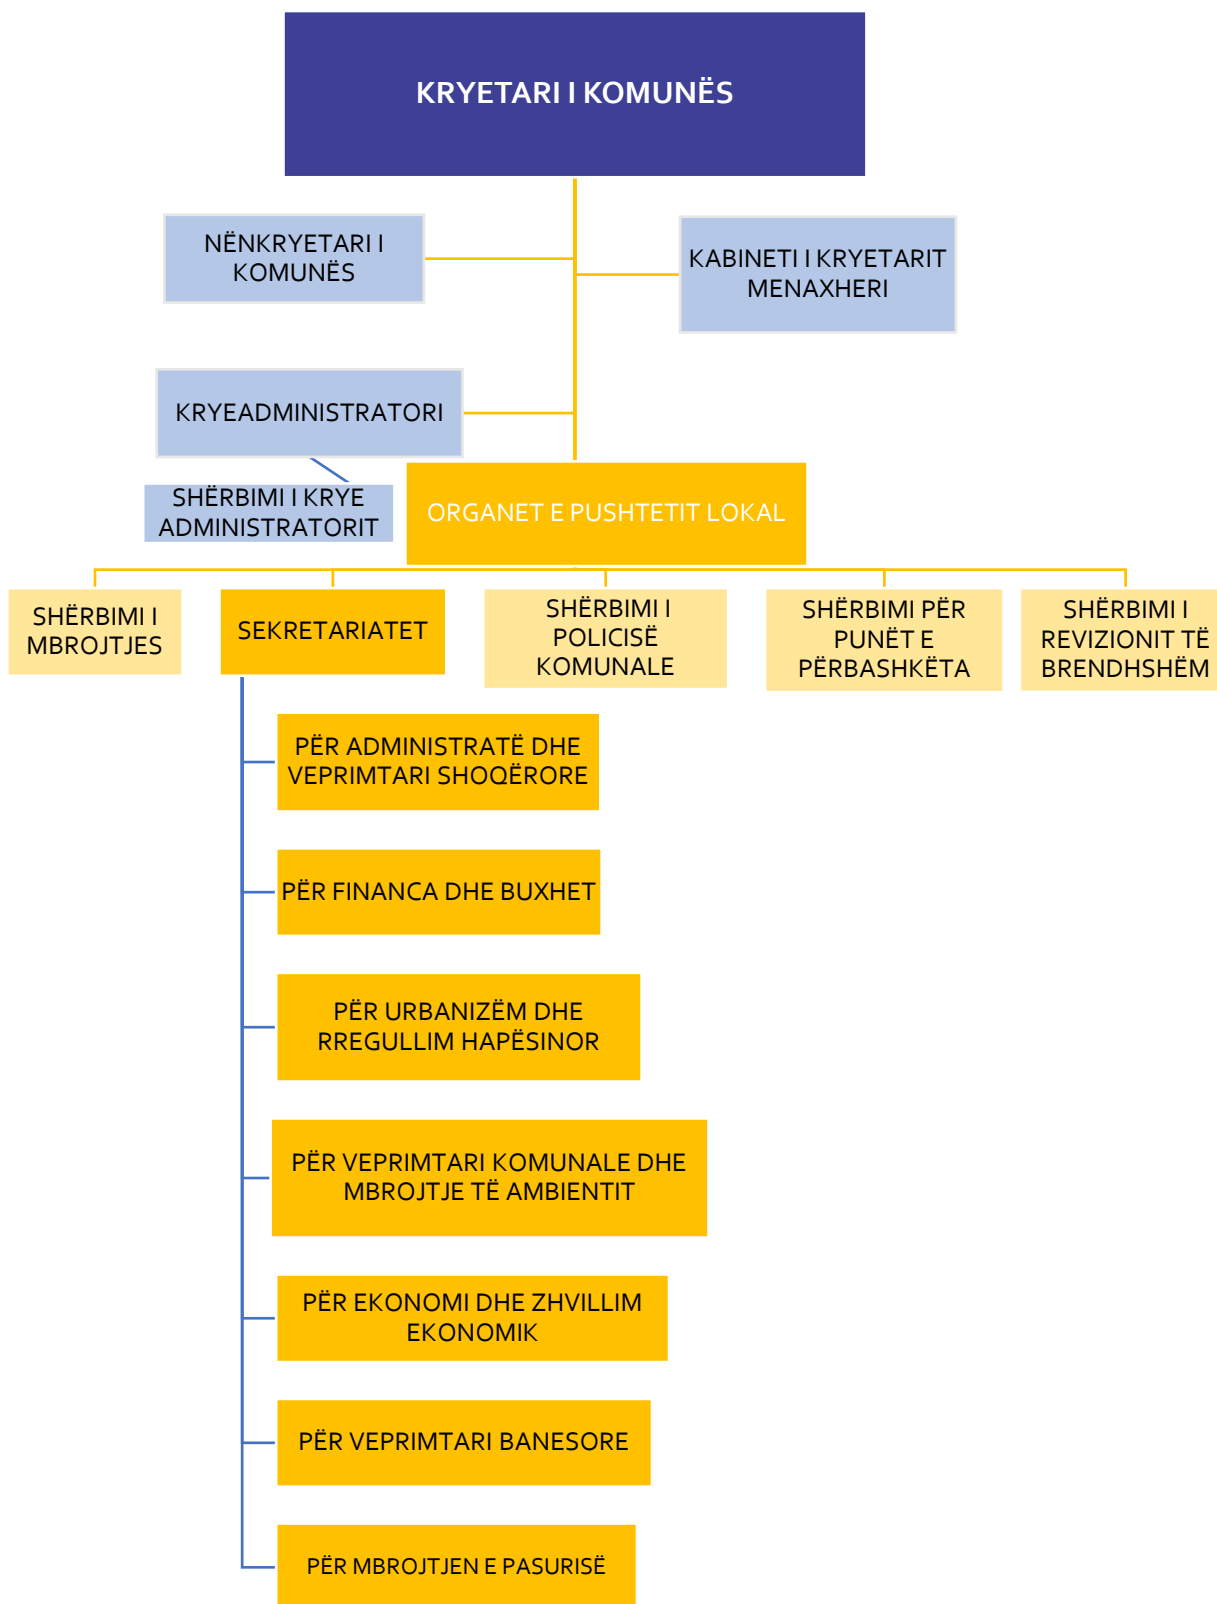 KRYETARI I KOMUNËS
NËNKRYETARI I
KOMUNËS
KABINETI I KRYETARIT
MENAXHERI
KRYEADMINISTRATORI
SHËRBIMI I KRYE
ADMINISTRATORIT
ORGANET E PUSHTETIT LOKAL
SHËRBIMI I
MBROJTJES
SEKRETARIATET
SHËRBIMI I
POLICISË
KOMUNALE
SHËRBIMI PËR
PUNËT E
PËRBASHKËTA
SHËRBIMI I
REVIZIONIT TË
BRENDHSHËM
PËR ADMINISTRATË DHE
VEPRIMTARI SHOQËRORE
PËR FINANCA DHE BUXHET
PËR URBANIZËM DHE
RREGULLIM HAPËSINOR
PËR VEPRIMTARI KOMUNALE DHE
MBROJTJE TË AMBIENTIT
PËR EKONOMI DHE ZHVILLIM
EKONOMIK
PËR VEPRIMTARI BANESORE
PËR MBROJTJEN E PASURISË